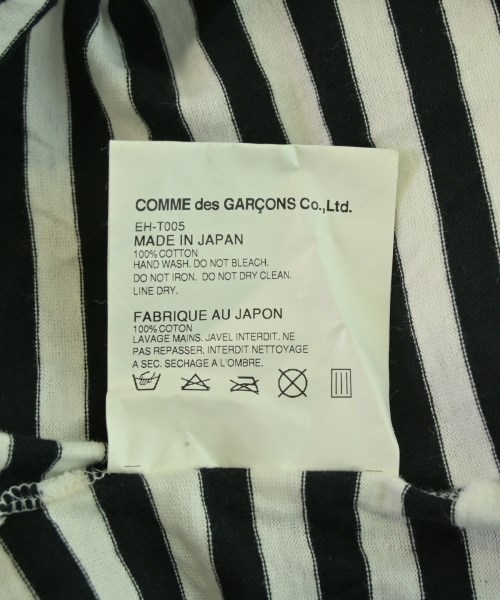 COMME des GARÇONS Co.,Ltd.
EH-T005
MADE IN JAPAN
100% COTTON
HAND WASH. DO NOT BLEACH.
DO NOT IRON. DO NOT DRY CLEAN.
LINE DRY.
FABRIQUE AU JAPON
100% COTON
LAVAGE MAINS. JAVEL INTERDIT. NE
PAS REPASSER. INTERDIT NETTOYAGE
A SEC. SECHAGE A L'OMBRE.